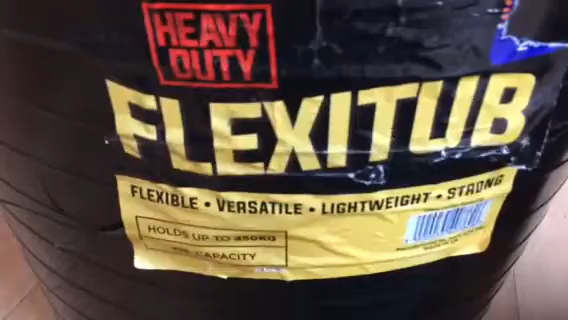 HEAVY
DUTY
FLEXITUB
FLEXIBLE • VERSATILE • LIGHTWEIGHT • STRONG
HOLDS UP TO
CAPACITY